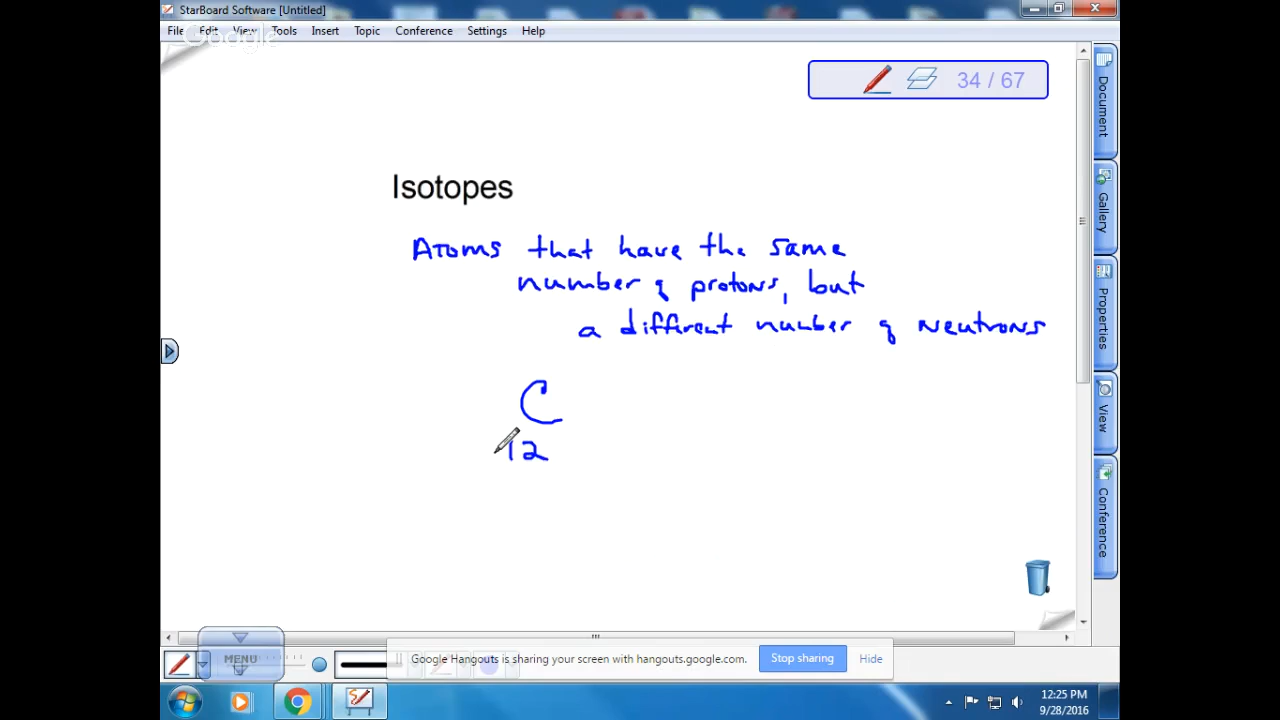 StarBoard Software [Untitled]
File Edit View Tools Insert Topic Conference Settings Help
Google
34 / 67
Document
Gallery
Properties
View
Conference
Isotopes
Atoms that have the same
number of protons, but
a different number of neutrons
C
12
MENU
Google Hangouts is sharing your screen with hangouts.google.com. Stop sharing Hide
12:25 PM
9/28/2016